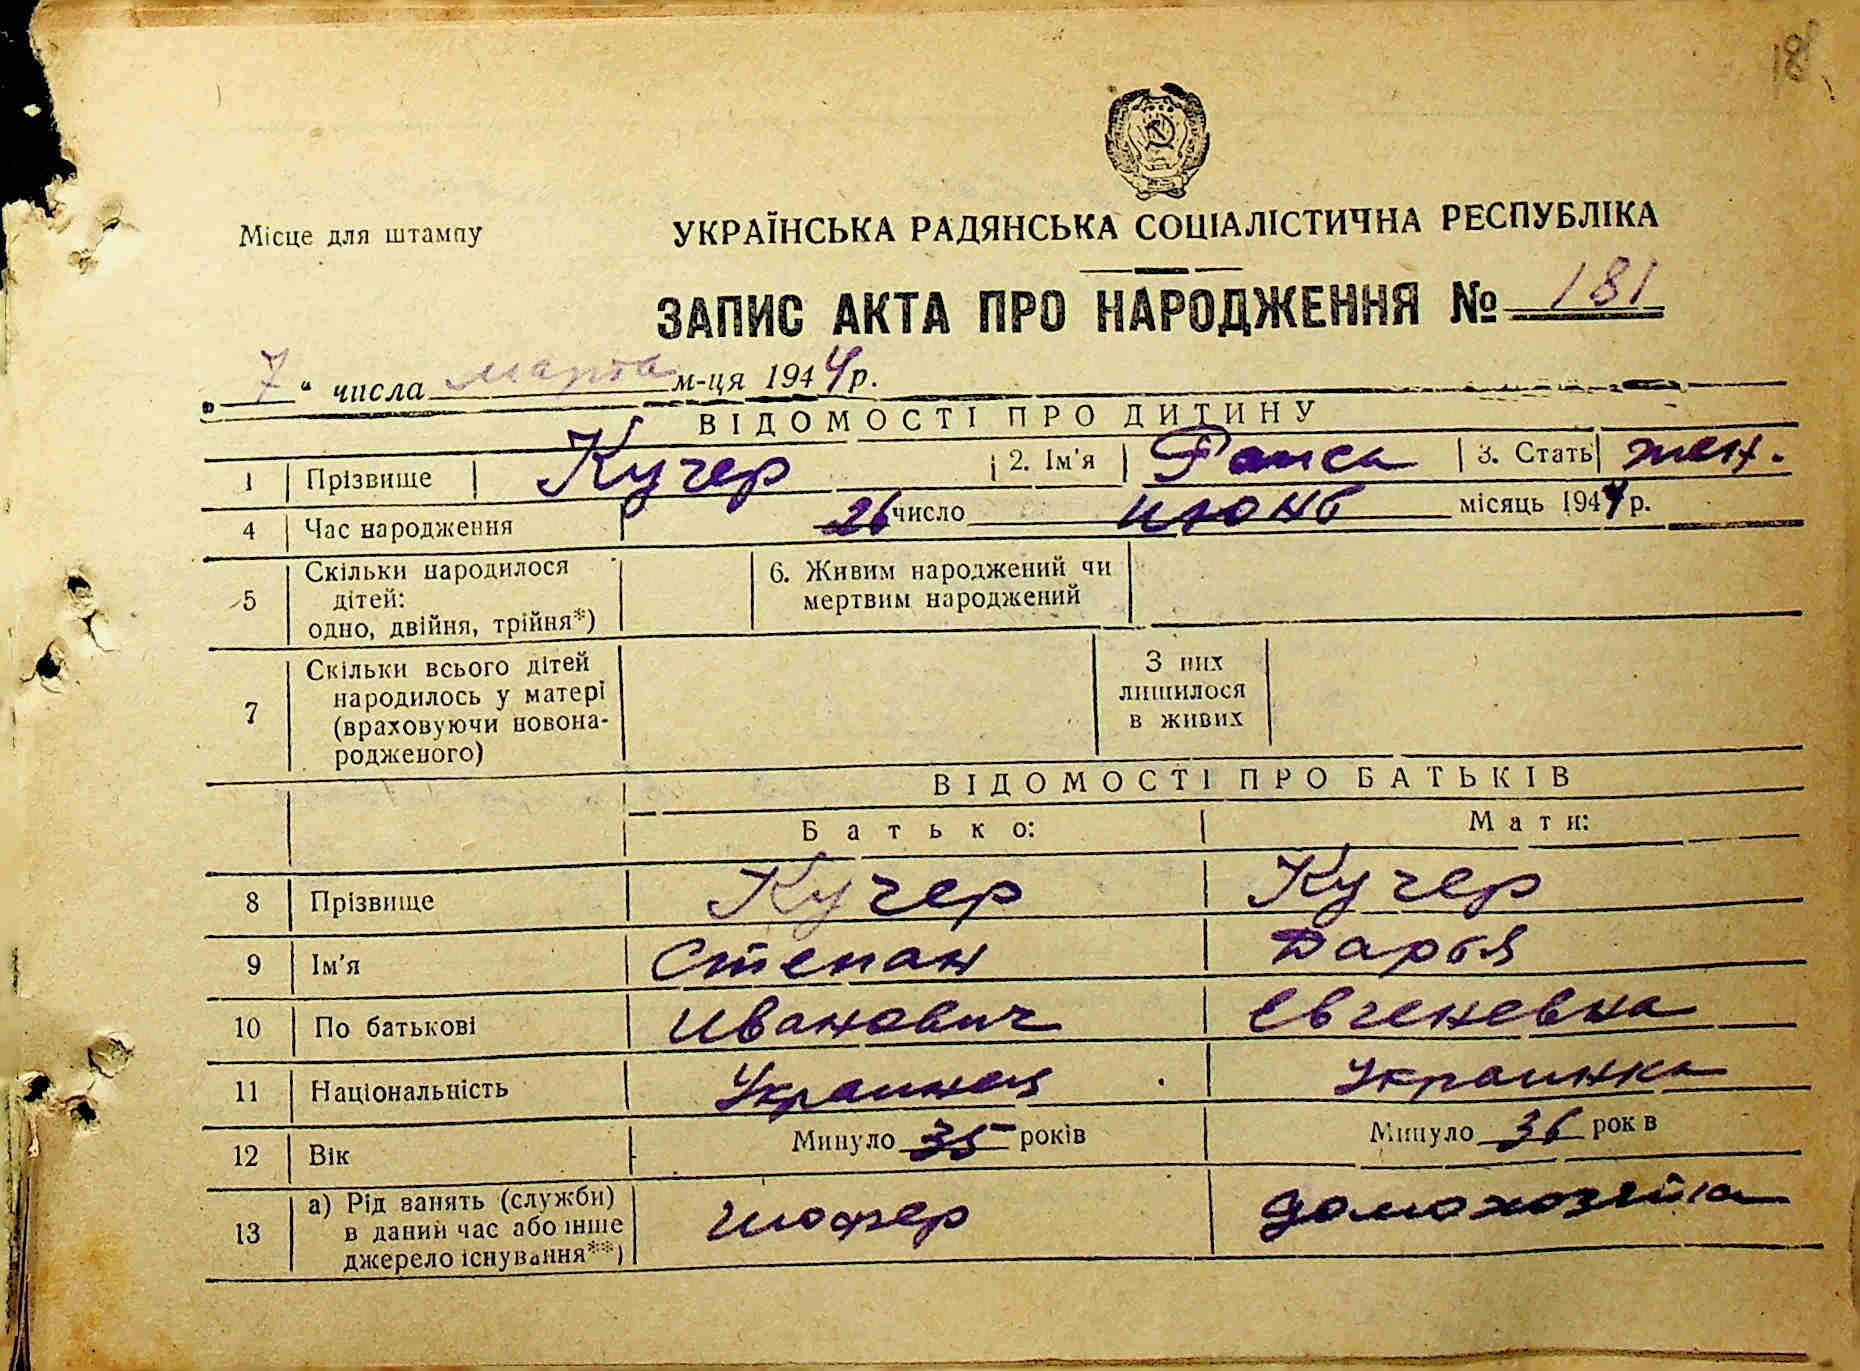 181
Місце для штампу
УКРАЇНСЬКА РАДЯНСЬКА СОЦІАЛІСТИЧНА РЕСПУБЛІКА
ЗАПИС АКТА ПРО НАРОДЖЕННЯ № 181
„ 7 “ числа марта м-ця 1944 р.
ВІДОМОСТІ ПРО ДИТИНУ
1 Прізвище Кучер 2. Ім'я Раиса 3. Стать жен.
4 Час народження 26 число июнь місяць 1944 р.
5 Скільки народилося
дітей:
одно, двійня, трійня*)
6. Живим народжений чи
мертвим народжений
7 Скільки всього дітей
народилось у матері
(враховуючи новона-
родженого)
З них
лишилося
в живих
ВІДОМОСТІ ПРО БАТЬКІВ
Батько: Мати:
8 Прізвище Кучер Кучер
9 Ім'я Степан Дарья
10 По батькові Иванович Евгеневна
11 Національність Украинец Украинка
12 Вік Минуло 35 років Минуло 36 рок в
13 а) Рід занять (служби)
в даний час або інше
джерело існування**)
шофер домохозяйка